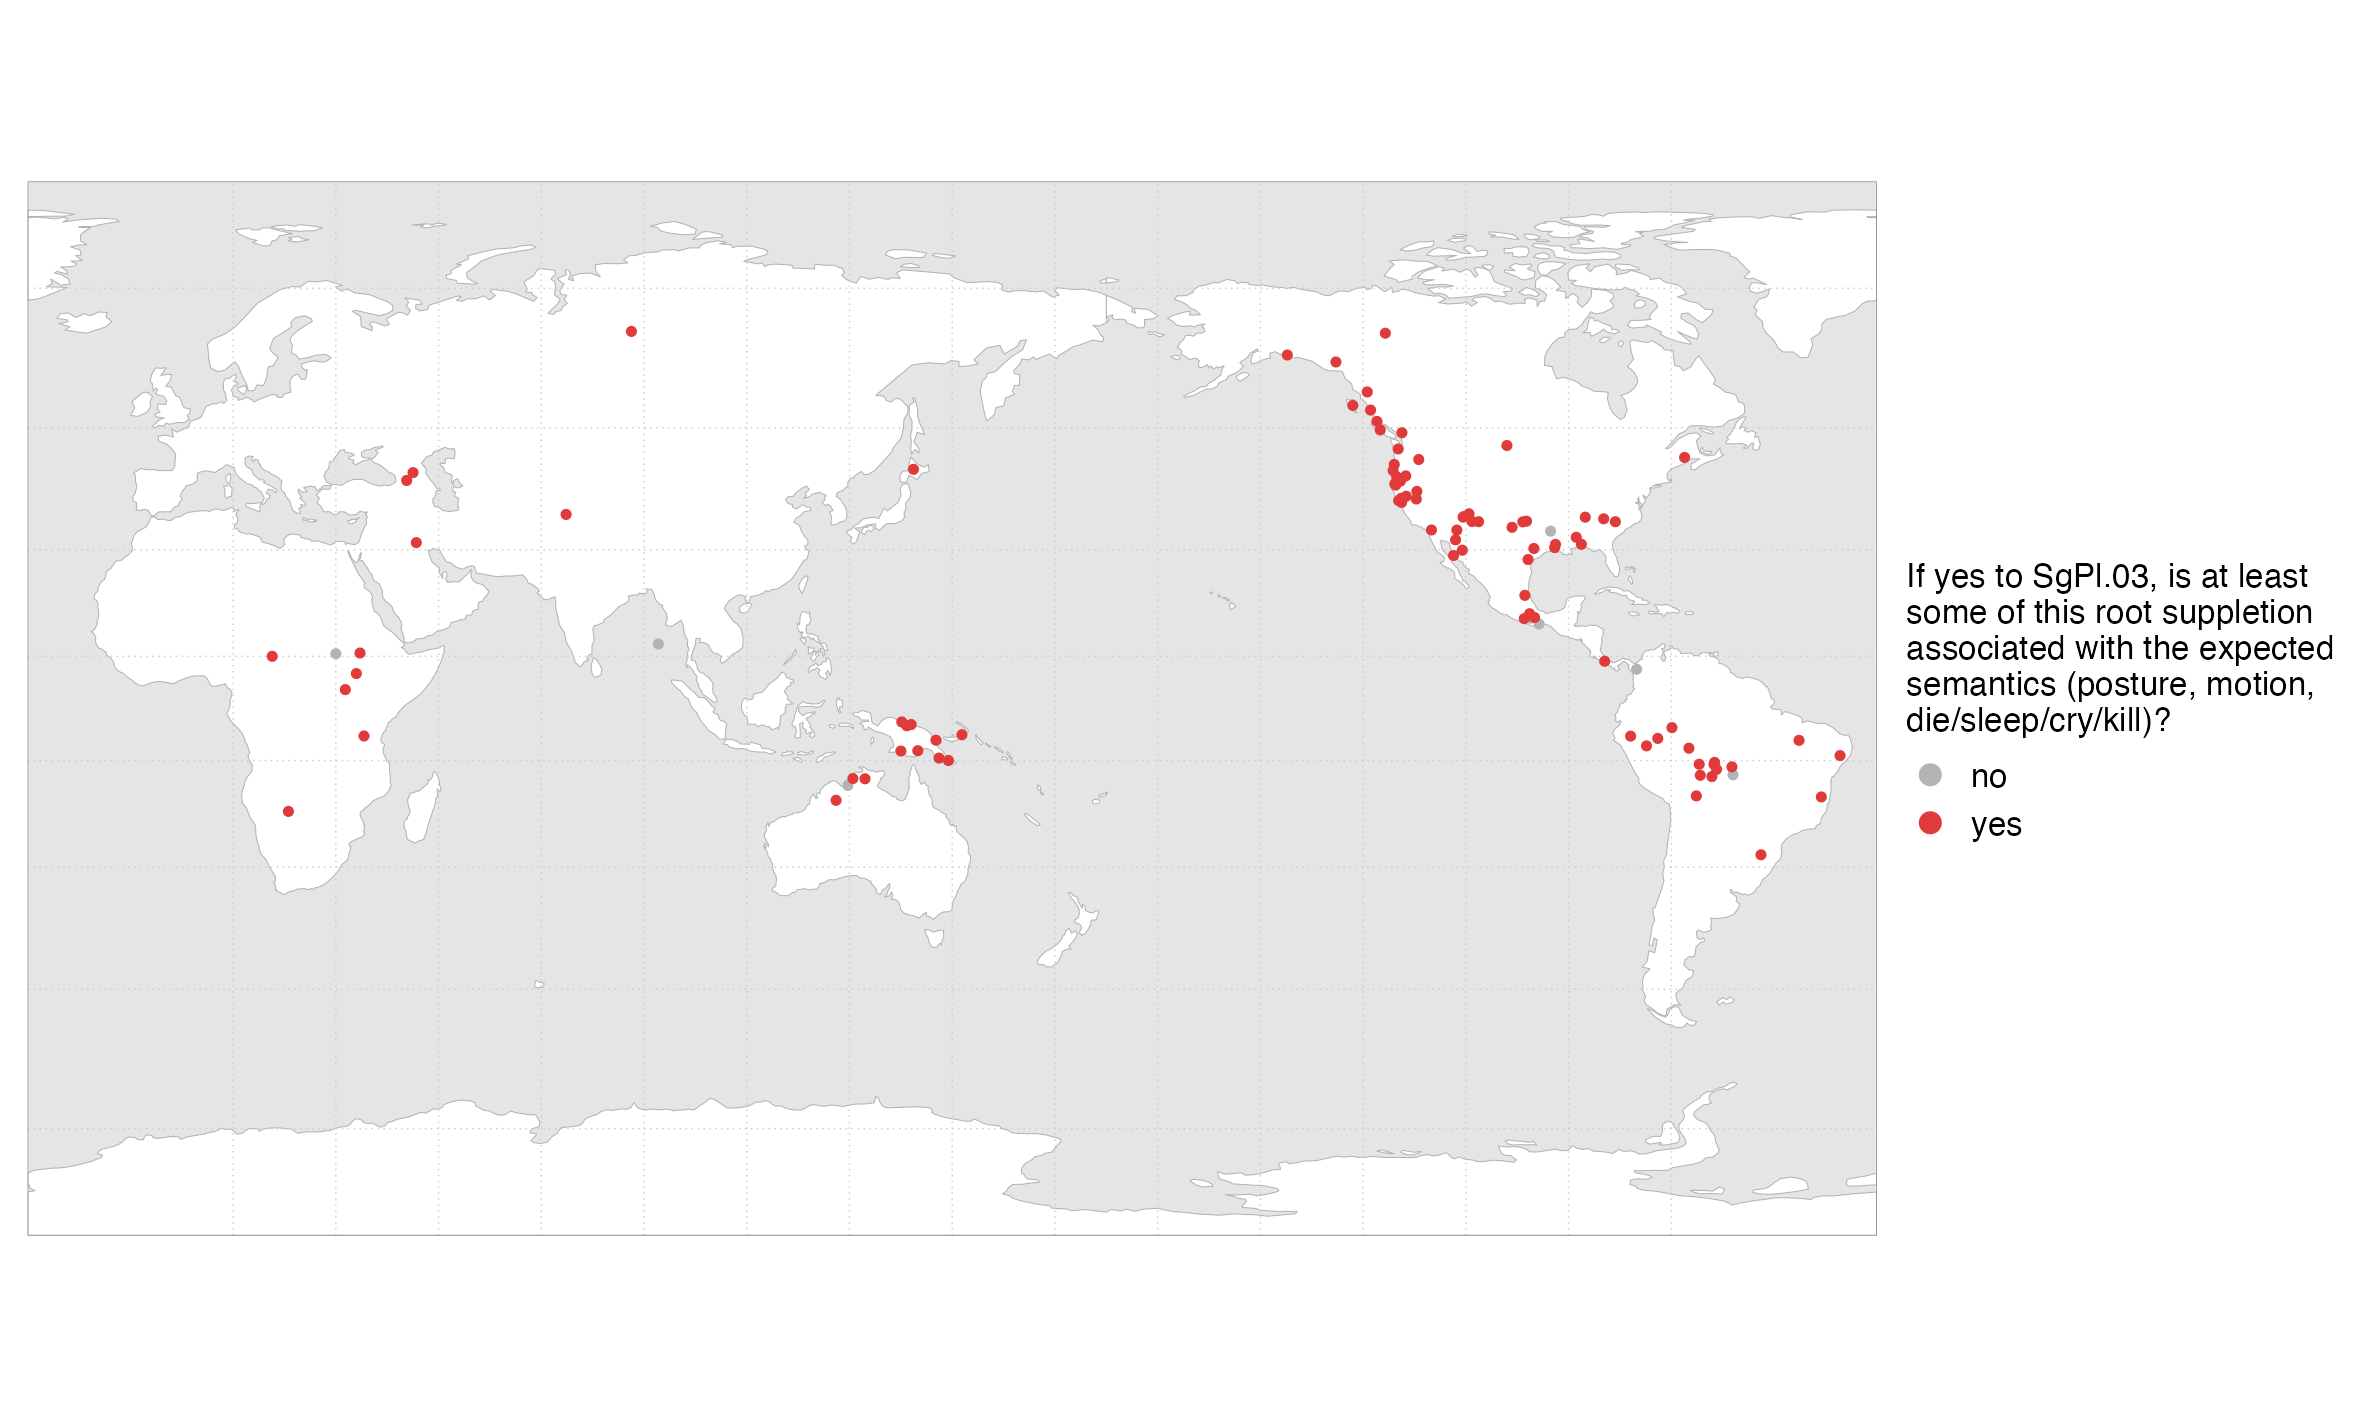 If yes to SgPl.03, is at least
some of this root suppletion
associated with the expected
semantics (posture, motion,
die/sleep/cry/kill)?
no
yes